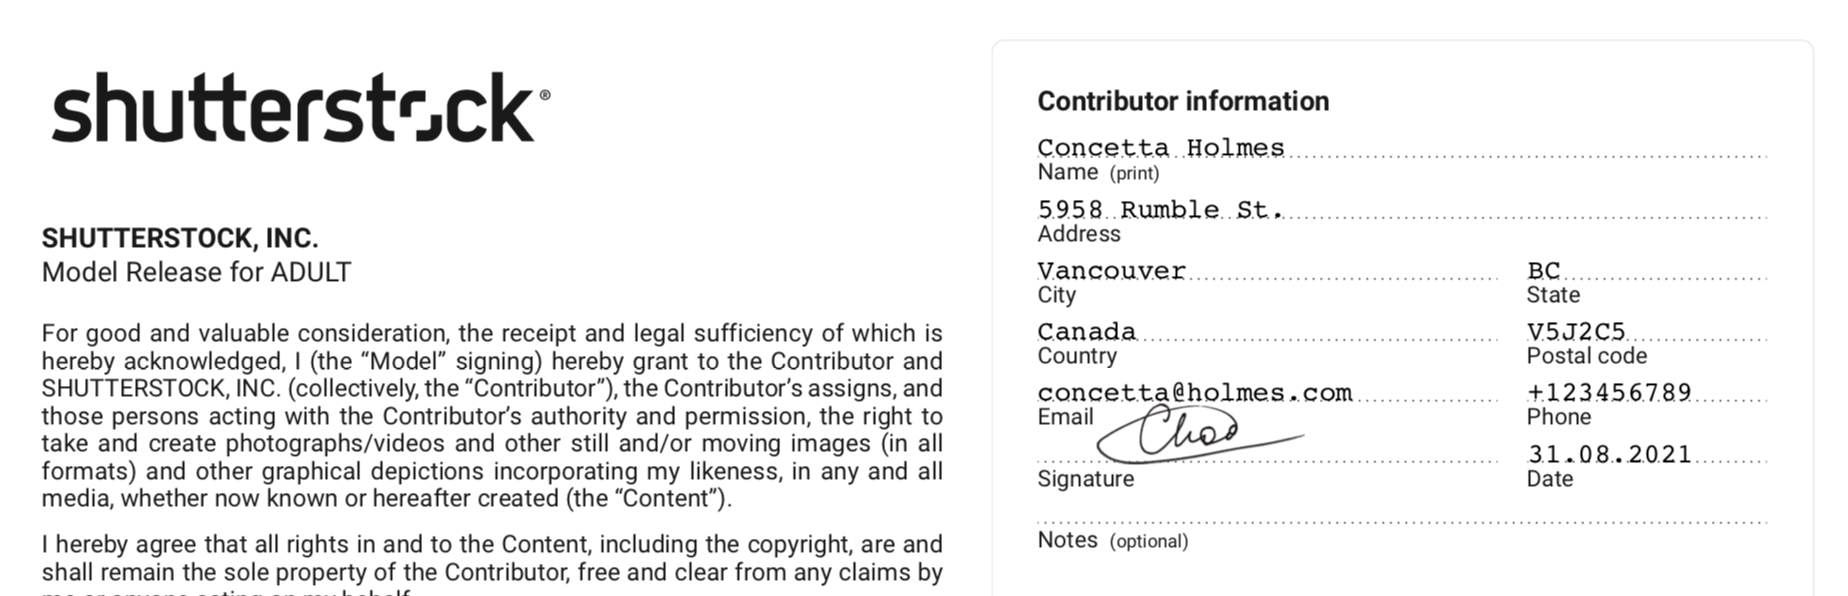 shutterstock®
SHUTTERSTOCK, INC.
Model Release for ADULT
For good and valuable consideration, the receipt and legal sufficiency of which is
hereby acknowledged, I (the “Model” signing) hereby grant to the Contributor and
SHUTTERSTOCK, INC. (collectively, the “Contributor”), the Contributor’s assigns, and
those persons acting with the Contributor’s authority and permission, the right to
take and create photographs/videos and other still and/or moving images (in all
formats) and other graphical depictions incorporating my likeness, in any and all
media, whether now known or hereafter created (the “Content”).
I hereby agree that all rights in and to the Content, including the copyright, are and
shall remain the sole property of the Contributor, free and clear from any claims by
me or anyone acting on my behalf.
Contributor information
Concetta Holmes
Name (print)
5958 Rumble St.
Address
Vancouver BC
City State
Canada V5J2C5
Country Postal code
concetta@holmes.com +123456789
Email Phone
31.08.2021
Signature Date
Notes (optional)